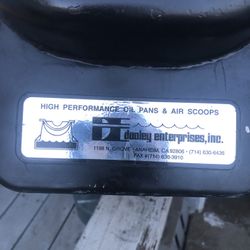 HIGH PERFORMANCE OIL PANS & AIR SCOOPS
dooley enterprises, inc.
1198 N. GROVE • ANAHEIM, CA 92806 • (714) 630-6436
FAX #(714) 630-3910